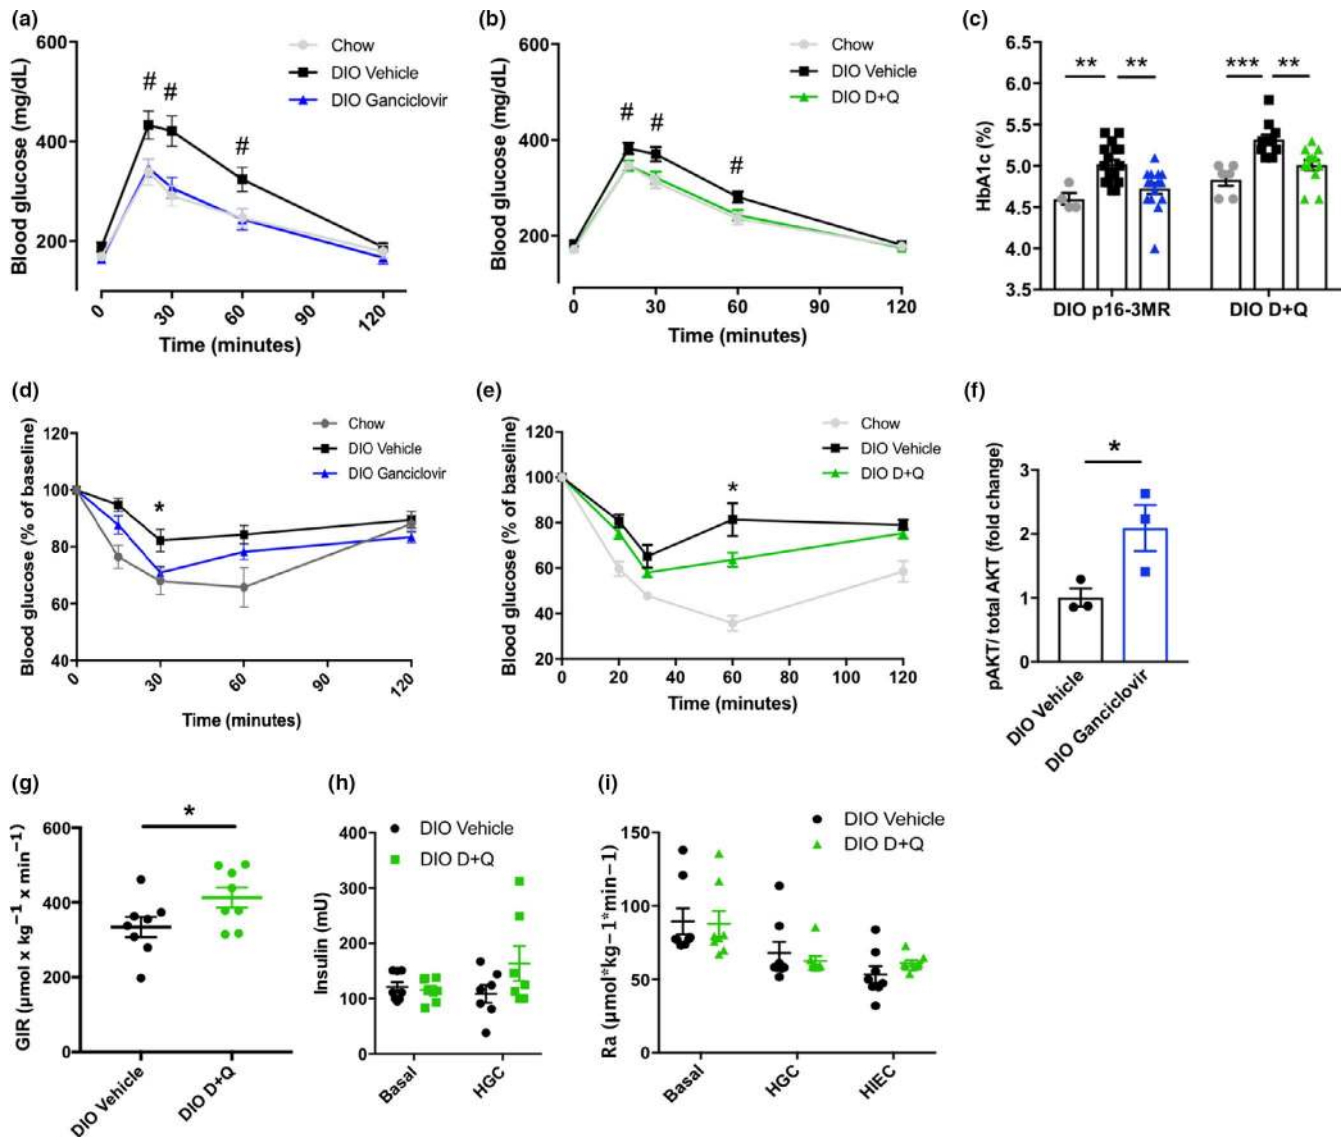 (a)
Blood glucose (mg/dL)
600
400
200
#
#
#
Chow
DIO Vehicle
DIO Ganciclovir
0
30
60
90
120
Time (minutes)
(b)
Blood glucose (mg/dL)
600
400
200
#
#
#
Chow
DIO Vehicle
DIO D+Q
0
30
60
90
120
Time (minutes)
(c)
HbA1c (%)
6.5
6.0
5.5
5.0
4.5
4.0
3.5
**
**
***
**
DIO p16-3MR
DIO D+Q
(d)
Blood glucose (% of baseline)
120
100
80
60
40
*
Chow
DIO Vehicle
DIO Ganciclovir
0
30
60
90
120
Time (minutes)
(e)
Blood glucose (% of baseline)
120
100
80
60
40
20
*
Chow
DIO Vehicle
DIO D+Q
0
20
40
60
80
100
120
Time (minutes)
(f)
pAKT/ total AKT (fold change)
3
2
1
0
*
DIO Vehicle
DIO Ganciclovir
(g)
GIR (μmol x kg⁻¹ x min⁻¹)
600
400
200
0
*
DIO Vehicle
DIO D+Q
(h)
Insulin (mU)
400
300
200
100
0
DIO Vehicle
DIO D+Q
Basal
HGC
(i)
Ra (μmol*kg−1*min−1)
150
100
50
0
DIO Vehicle
DIO D+Q
Basal
HGC
HIEC